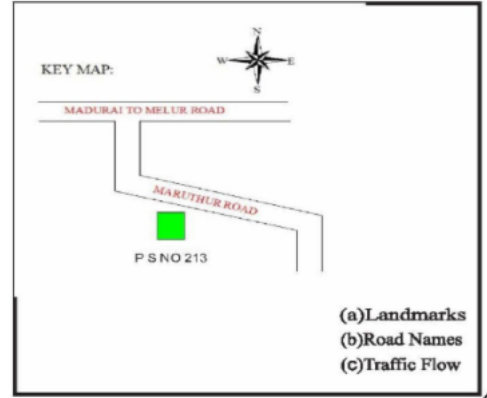 N
KEY MAP:
W E
S
MADURAI TO MELUR ROAD
MARUTHUR ROAD
P S NO 213
(a)Landmarks
(b)Road Names
(c)Traffic Flow